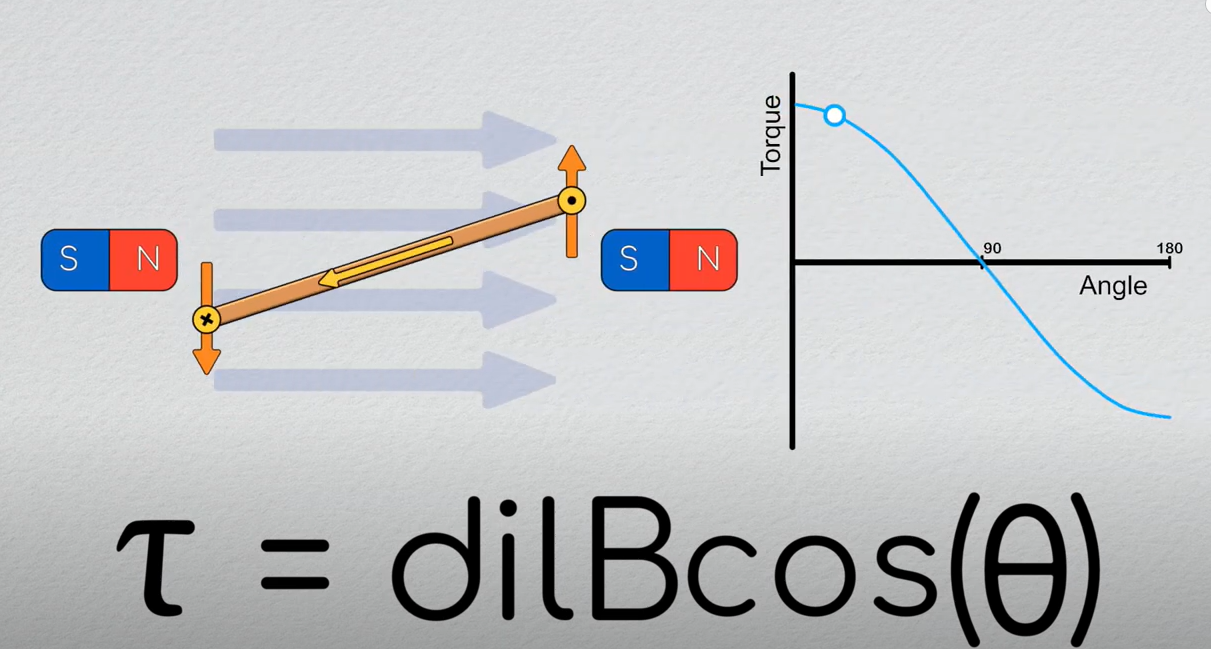 S N
S N
Torque
90
180
Angle
τ = dilBcos(θ)